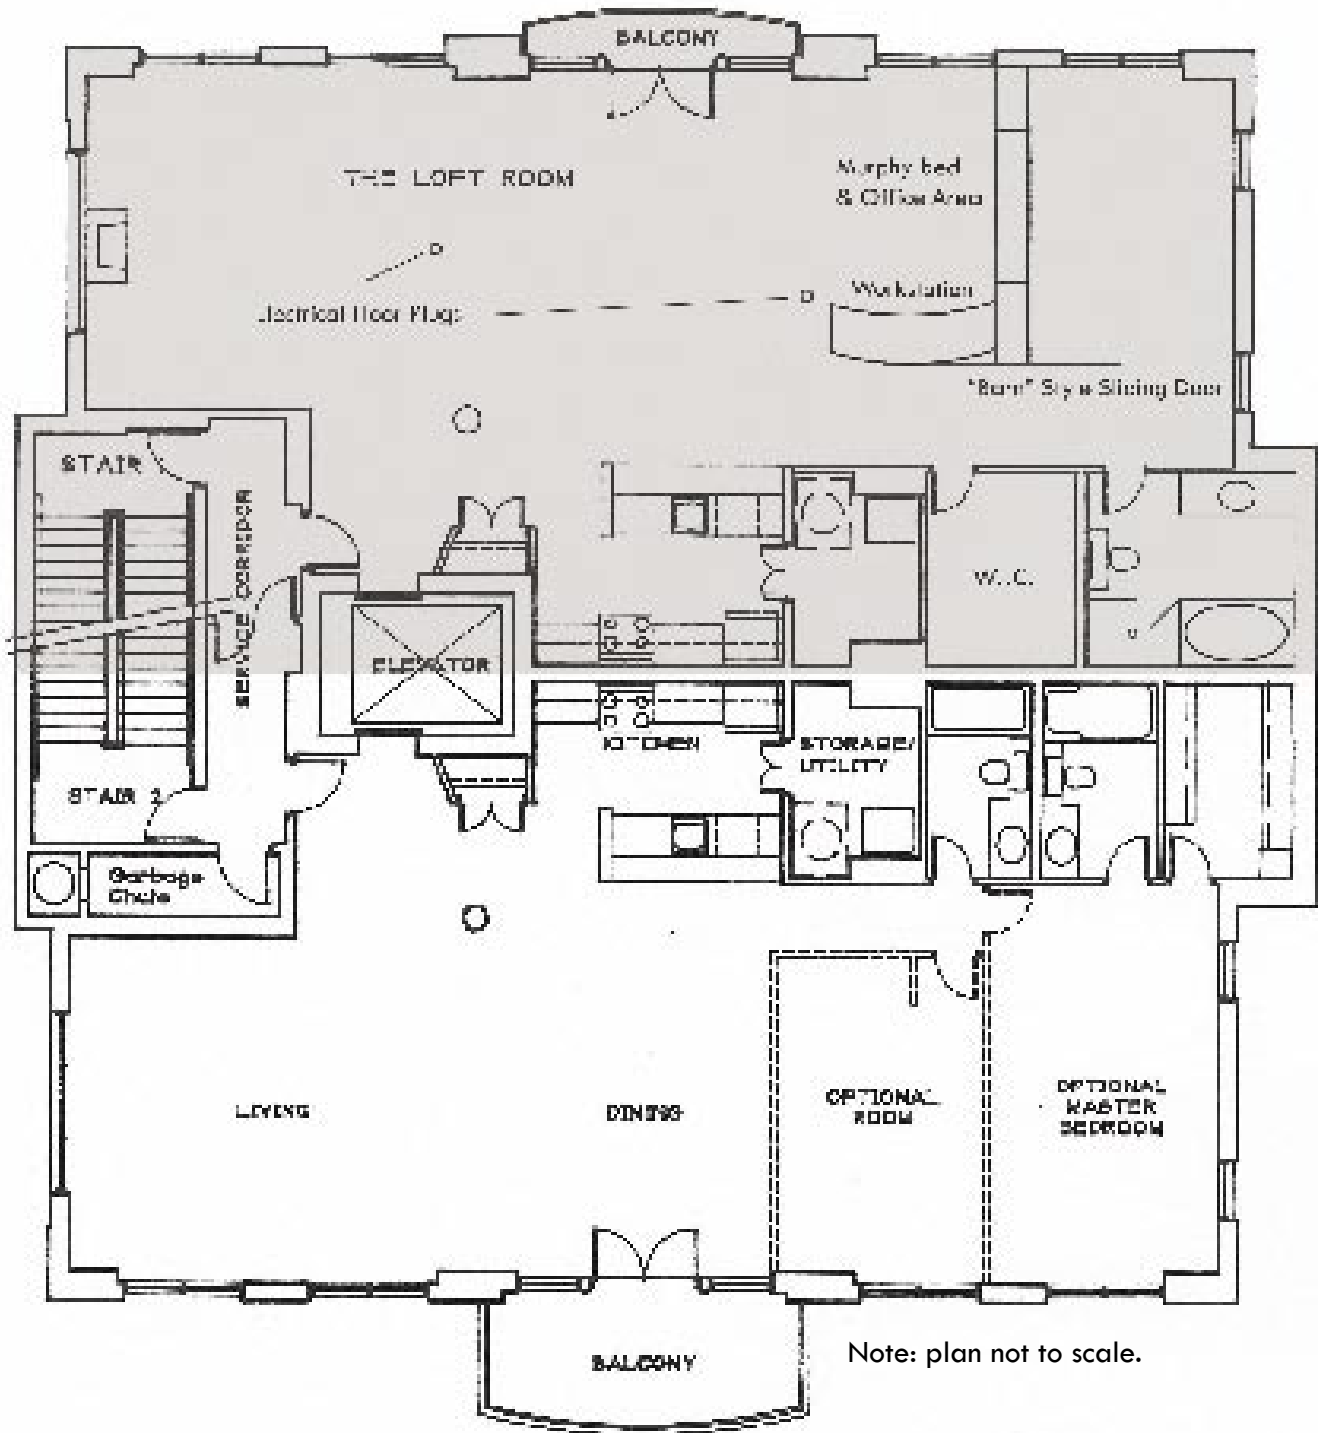 BALCONY
THE LOFT ROOM
Murphy bed
& Office Area
Workstation
Electrical Floor Plugs
"Barn" Style Sliding Door
STAIR
SERVICE CORRIDOR
W.I.C.
ELEVATOR
KITCHEN
STORAGE/
UTILITY
STAIR 2
Garbage
Chute
LIVING
DINING
OPTIONAL
ROOM
OPTIONAL
MASTER
BEDROOM
BALCONY
Note: plan not to scale.